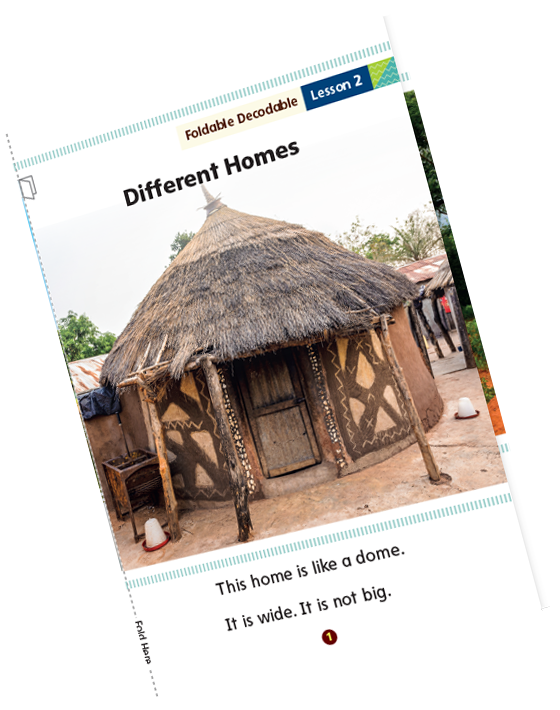 Foldable Decodable Lesson 2
Different Homes
This home is like a dome.
It is wide. It is not big.
1
Fold Here